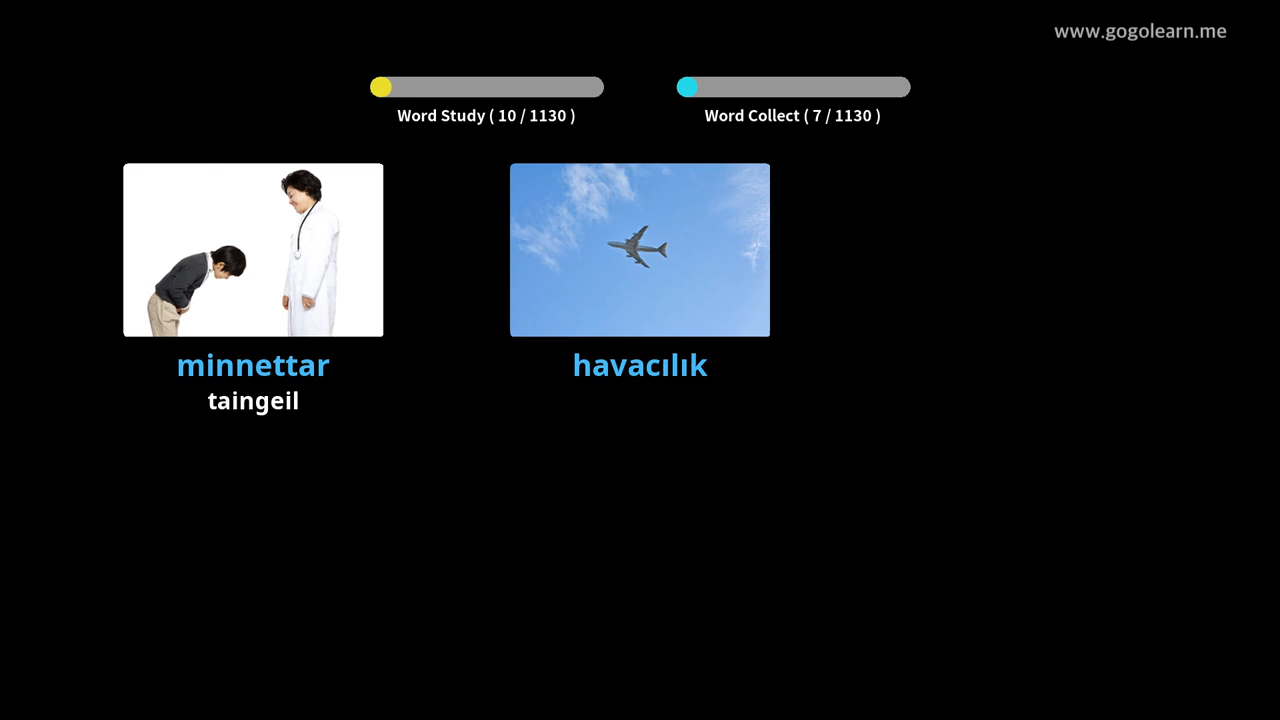 www.gogolearn.me
Word Study ( 10 / 1130 )
Word Collect ( 7 / 1130 )
minnettar
taingeil
havacılık